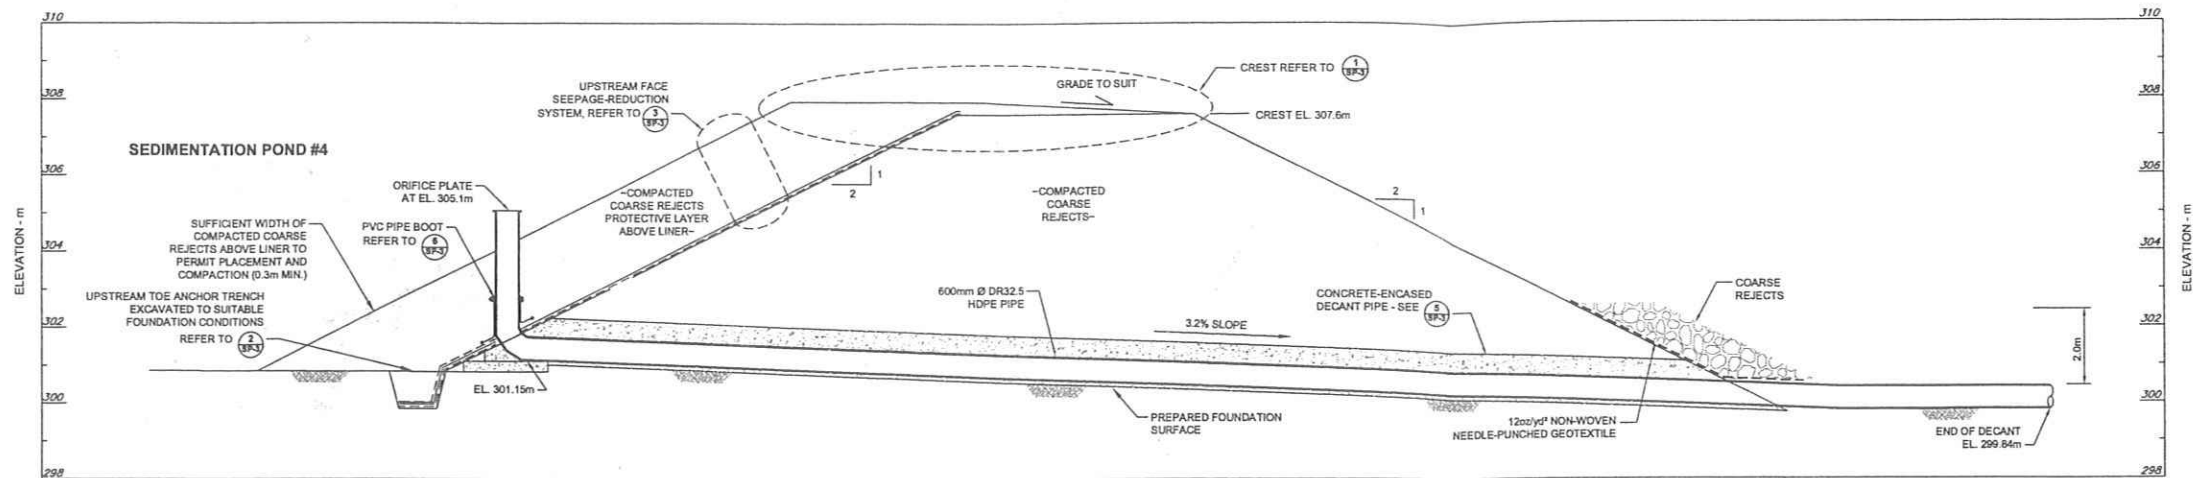 310
310
308
308
306
306
304
304
302
302
300
300
298
298
ELEVATION - m
ELEVATION - m
SEDIMENTATION POND #4
UPSTREAM FACE
SEEPAGE-REDUCTION
SYSTEM, REFER TO 3
SP-3
CREST REFER TO 1
SP-3
GRADE TO SUIT
CREST EL. 307.6m
ORIFICE PLATE
AT EL. 305.1m
PVC PIPE BOOT
REFER TO 6
SP-3
SUFFICIENT WIDTH OF
COMPACTED COARSE
REJECTS ABOVE LINER TO
PERMIT PLACEMENT AND
COMPACTION (0.3m MIN.)
UPSTREAM TOE ANCHOR TRENCH
EXCAVATED TO SUITABLE
FOUNDATION CONDITIONS
REFER TO 2
SP-3
~COMPACTED
COARSE REJECTS
PROTECTIVE LAYER
ABOVE LINER~
2
1
~COMPACTED
COARSE
REJECTS~
2
1
600mm Ø DR32.5
HDPE PIPE
3.2% SLOPE
CONCRETE-ENCASED
DECANT PIPE - SEE 5
SP-3
COARSE
REJECTS
2.0m
EL. 301.15m
PREPARED FOUNDATION
SURFACE
12oz/yd² NON-WOVEN
NEEDLE-PUNCHED GEOTEXTILE
END OF DECANT
EL. 299.84m